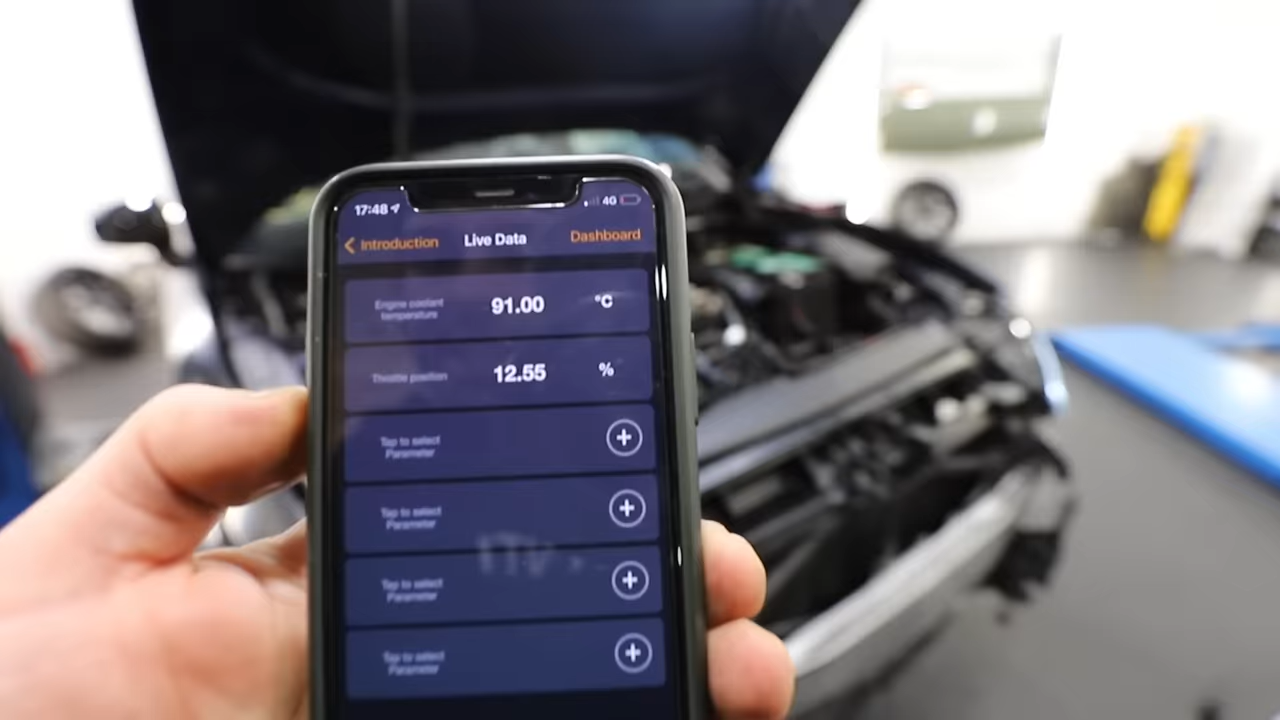 17:48 4G
Introduction Live Data Dashboard
Engine coolant
temperature
91.00 °C
Throttle position 12.55 %
Tap to select
Parameter
Tap to select
Parameter
Tap to select
Parameter
Tap to select
Parameter